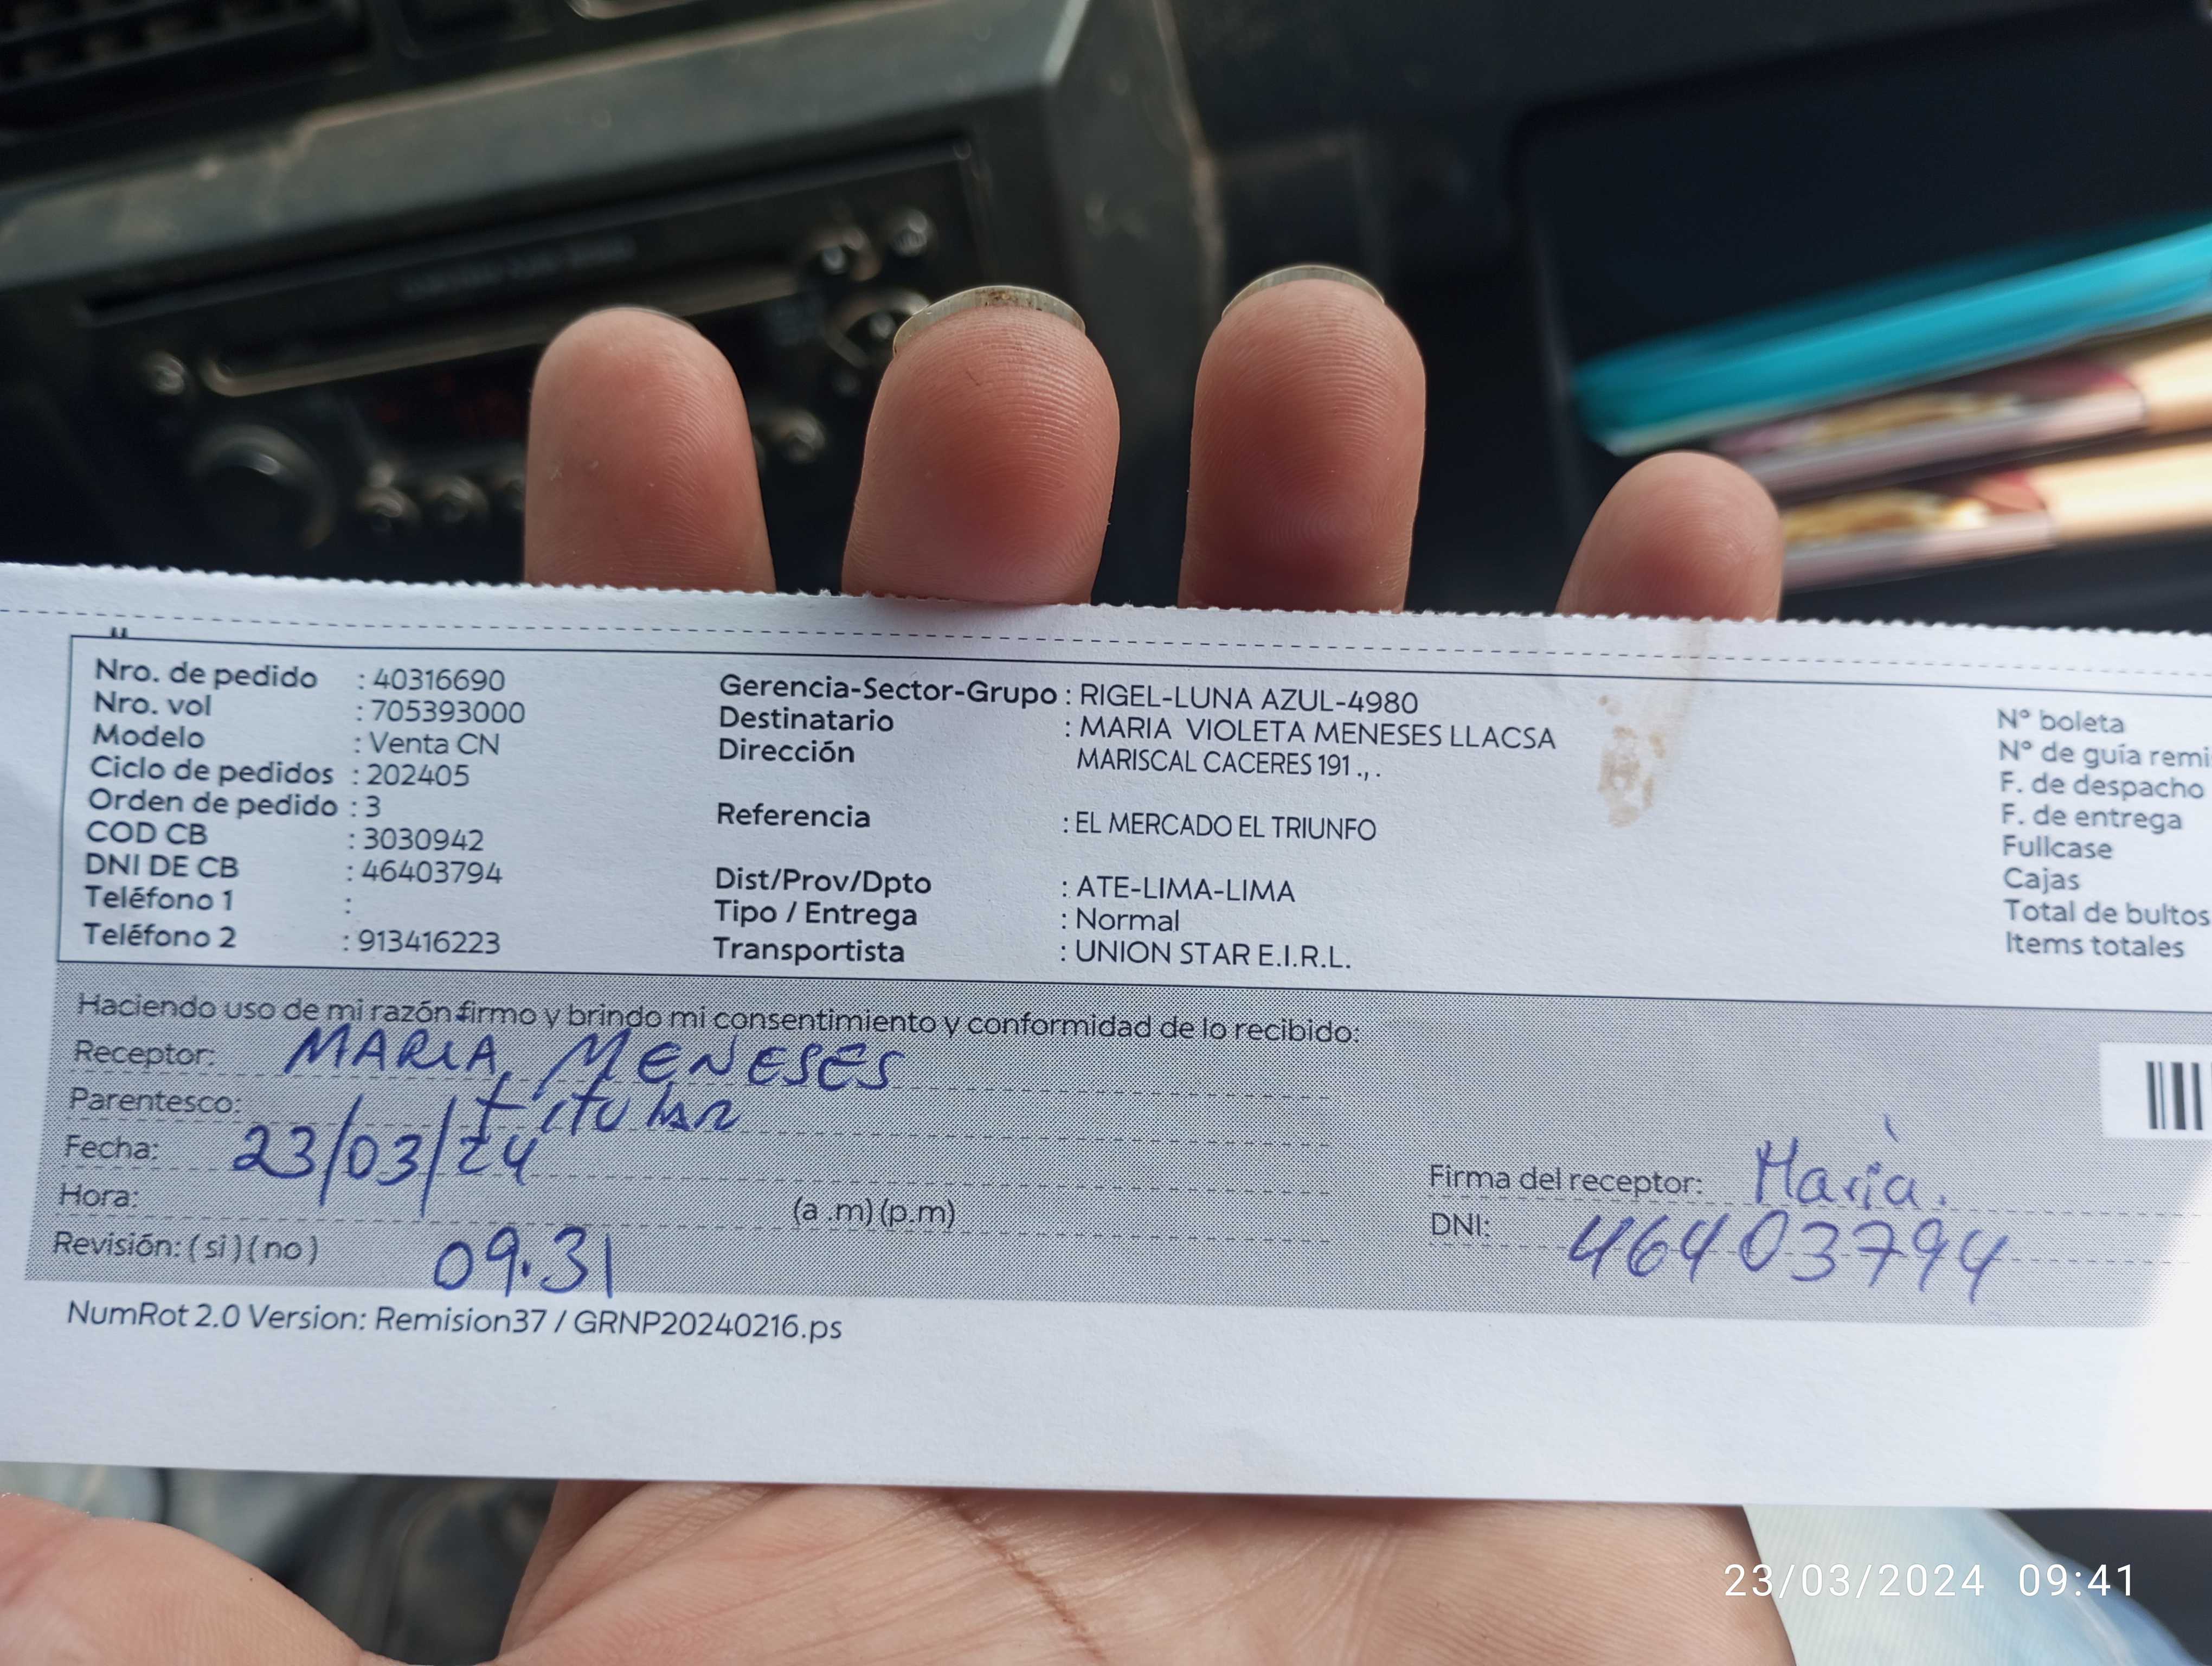 Nro. de pedido : 40316690
Nro. vol : 705393000
Modelo : Venta CN
Ciclo de pedidos : 202405
Orden de pedido : 3
COD CB : 3030942
DNI DE CB : 46403794
Teléfono 1 :
Teléfono 2 : 913416223
Gerencia-Sector-Grupo : RIGEL-LUNA AZUL-4980
Destinatario : MARIA VIOLETA MENESES LLACSA
Dirección MARISCAL CACERES 191 ., .
Referencia : EL MERCADO EL TRIUNFO
Dist/Prov/Dpto : ATE-LIMA-LIMA
Tipo / Entrega : Normal
Transportista : UNION STAR E.I.R.L.
N° boleta
N° de guía remi
F. de despacho
F. de entrega
Fullcase
Cajas
Total de bultos
Items totales
Haciendo uso de mi razón firmo y brindo mi consentimiento y conformidad de lo recibido:
Receptor: MARIA MENESES
Parentesco: titular
Fecha: 23/03/24
Hora: (a .m) (p.m)
Revisión: ( si ) ( no ) 09.31
Firma del receptor: Maria.
DNI: 46403794
NumRot 2.0 Version: Remision37 / GRNP20240216.ps
23/03/2024 09:41